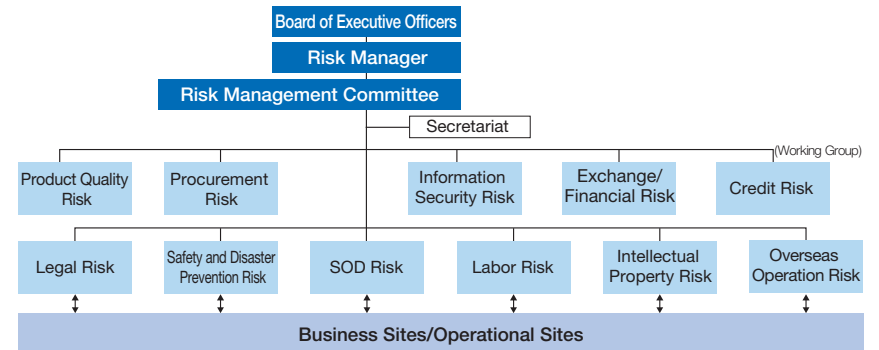 Board of Executive Officers
Risk Manager
Risk Management Committee
Secretariat
(Working Group)
Product Quality
Risk
Procurement
Risk
Information
Security Risk
Exchange/
Financial Risk
Credit Risk
Legal Risk
Safety and Disaster
Prevention Risk
SOD Risk
Labor Risk
Intellectual
Property Risk
Overseas
Operation Risk
Business Sites/Operational Sites